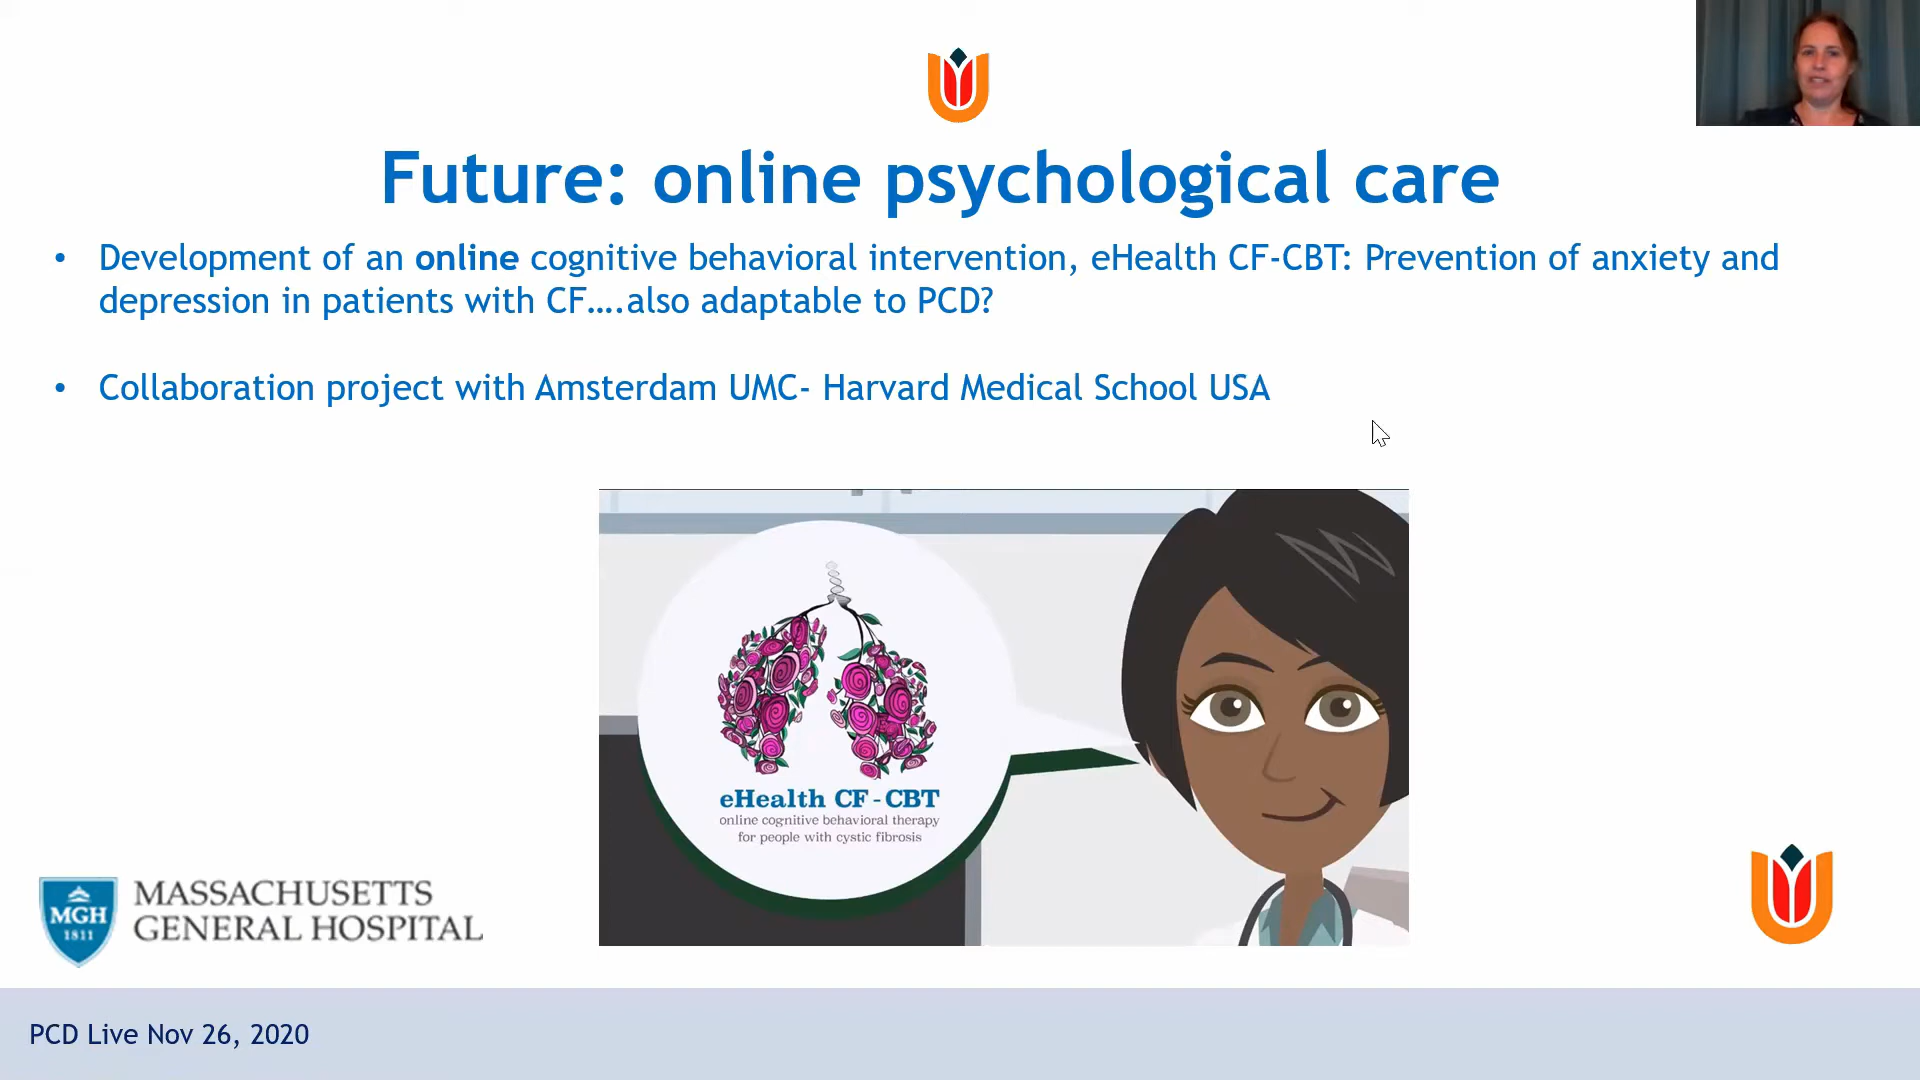 Future: online psychological care
• Development of an online cognitive behavioral intervention, eHealth CF-CBT: Prevention of anxiety and
depression in patients with CF….also adaptable to PCD?
• Collaboration project with Amsterdam UMC- Harvard Medical School USA
eHealth CF-CBT
online cognitive behavioral therapy
for people with cystic fibrosis
MGH
1811
MASSACHUSETTS
GENERAL HOSPITAL
PCD Live Nov 26, 2020